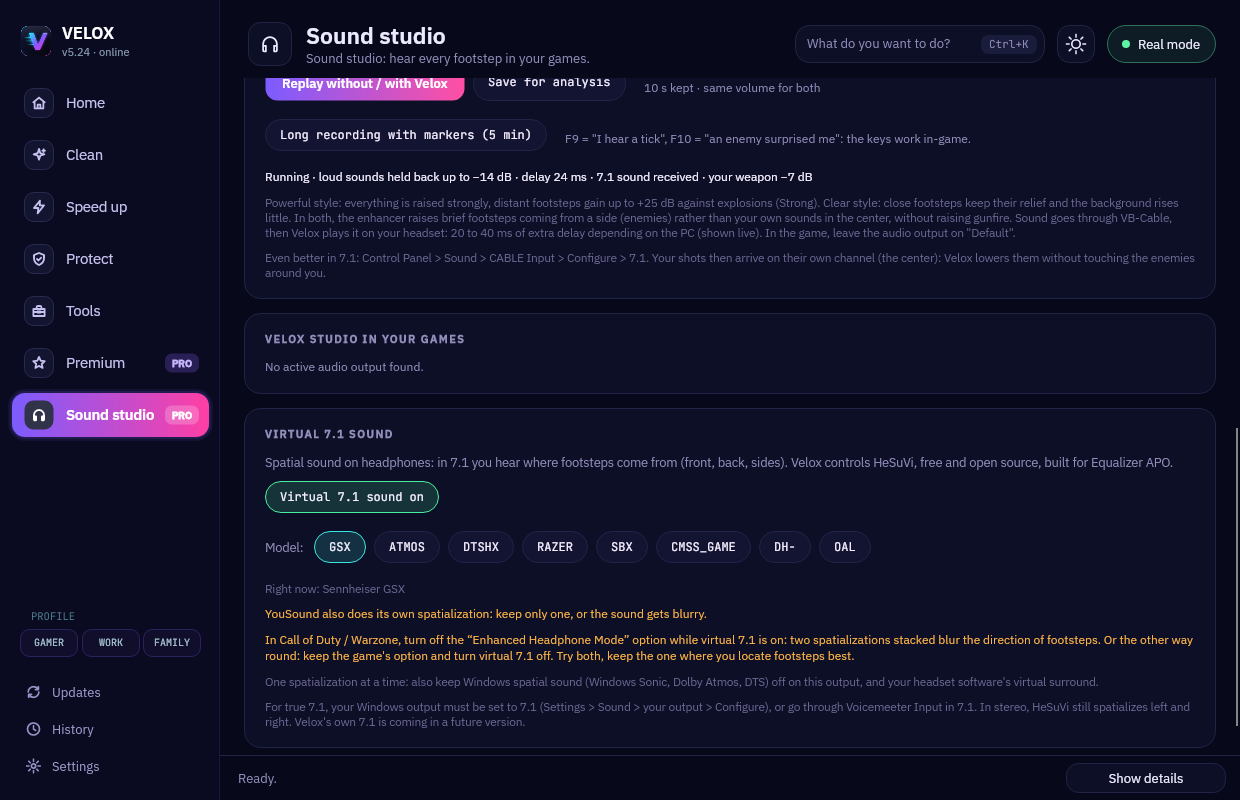 VELOX
v5.24 · online
Home
Clean
Speed up
Protect
Tools
Premium
PRO
Sound studio
PRO
PROFILE
GAMER
WORK
FAMILY
Updates
History
Settings
Sound studio
Sound studio: hear every footstep in your games.
What do you want to do?
Ctrl+K
Real mode
Replay without / with Velox
Save for analysis
10 s kept · same volume for both
Long recording with markers (5 min)
F9 = "I hear a tick", F10 = "an enemy surprised me": the keys work in-game.
Running · loud sounds held back up to −14 dB · delay 24 ms · 7.1 sound received · your weapon −7 dB
Powerful style: everything is raised strongly, distant footsteps gain up to +25 dB against explosions (Strong). Clear style: close footsteps keep their relief and the background rises
little. In both, the enhancer raises brief footsteps coming from a side (enemies) rather than your own sounds in the center, without raising gunfire. Sound goes through VB-Cable,
then Velox plays it on your headset: 20 to 40 ms of extra delay depending on the PC (shown live). In the game, leave the audio output on "Default".
Even better in 7.1: Control Panel > Sound > CABLE Input > Configure > 7.1. Your shots then arrive on their own channel (the center): Velox lowers them without touching the enemies
around you.
VELOX STUDIO IN YOUR GAMES
No active audio output found.
VIRTUAL 7.1 SOUND
Spatial sound on headphones: in 7.1 you hear where footsteps come from (front, back, sides). Velox controls HeSuVi, free and open source, built for Equalizer APO.
Virtual 7.1 sound on
Model:
GSX
ATMOS
DTSHX
RAZER
SBX
CMSS_GAME
DH-
OAL
Right now: Sennheiser GSX
YouSound also does its own spatialization: keep only one, or the sound gets blurry.
In Call of Duty / Warzone, turn off the “Enhanced Headphone Mode” option while virtual 7.1 is on: two spatializations stacked blur the direction of footsteps. Or the other way
round: keep the game's option and turn virtual 7.1 off. Try both, keep the one where you locate footsteps best.
One spatialization at a time: also keep Windows spatial sound (Windows Sonic, Dolby Atmos, DTS) off on this output, and your headset software's virtual surround.
For true 7.1, your Windows output must be set to 7.1 (Settings > Sound > your output > Configure), or go through Voicemeeter Input in 7.1. In stereo, HeSuVi still spatializes left and
right. Velox's own 7.1 is coming in a future version.
Ready.
Show details